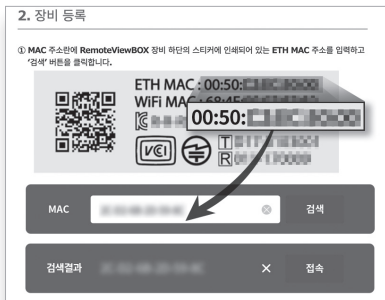 2. 장비 등록
① MAC 주소란에 RemoteViewBOX 장비 하단의 스티커에 인쇄되어 있는 ETH MAC 주소를 입력하고
'검색' 버튼을 클릭합니다.
ETH MAC : 00:50:
WiFi MAC
00:50:
VCI
T
R
MAC
검색
검색결과
접속